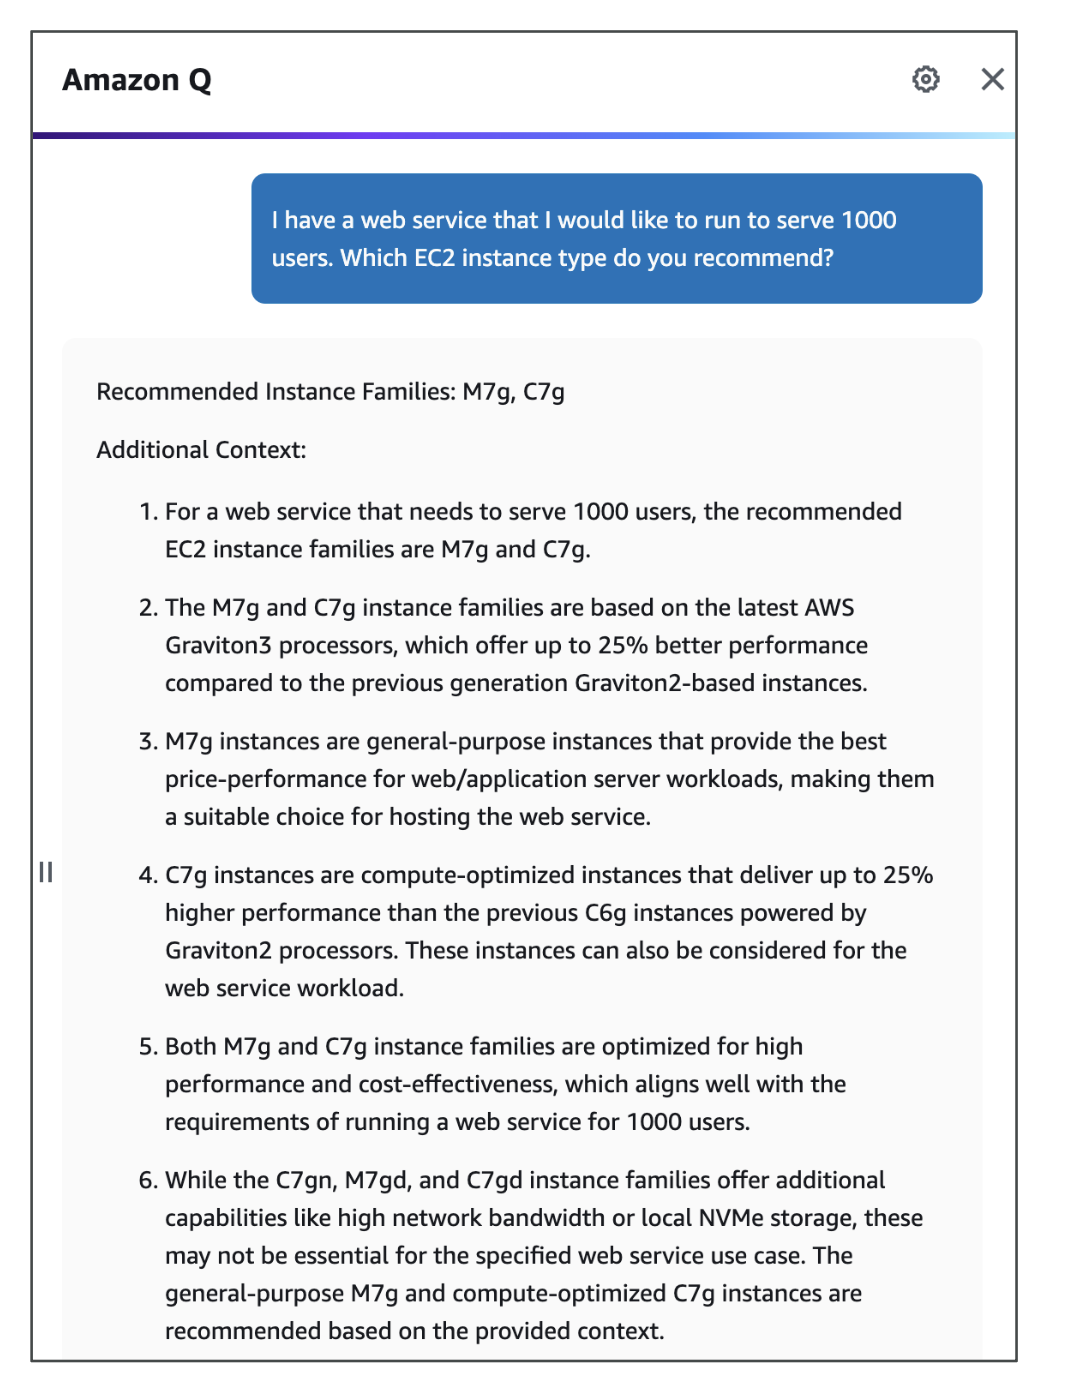 Amazon Q
I have a web service that I would like to run to serve 1000
users. Which EC2 instance type do you recommend?
Recommended Instance Families: M7g, C7g
Additional Context:
1. For a web service that needs to serve 1000 users, the recommended
EC2 instance families are M7g and C7g.
2. The M7g and C7g instance families are based on the latest AWS
Graviton3 processors, which offer up to 25% better performance
compared to the previous generation Graviton2-based instances.
3. M7g instances are general-purpose instances that provide the best
price-performance for web/application server workloads, making them
a suitable choice for hosting the web service.
4. C7g instances are compute-optimized instances that deliver up to 25%
higher performance than the previous C6g instances powered by
Graviton2 processors. These instances can also be considered for the
web service workload.
5. Both M7g and C7g instance families are optimized for high
performance and cost-effectiveness, which aligns well with the
requirements of running a web service for 1000 users.
6. While the C7gn, M7gd, and C7gd instance families offer additional
capabilities like high network bandwidth or local NVMe storage, these
may not be essential for the specified web service use case. The
general-purpose M7g and compute-optimized C7g instances are
recommended based on the provided context.